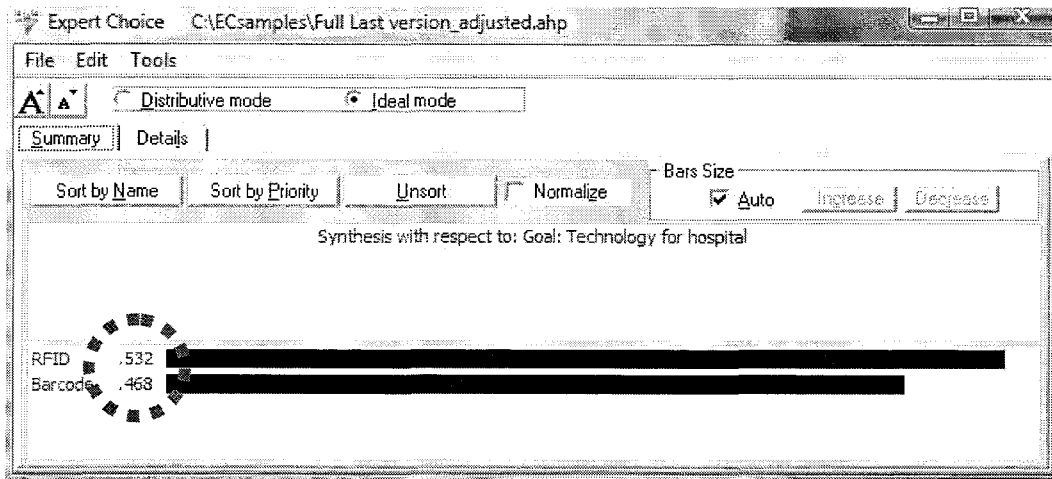 Expert Choice C:\ECsamples\Full Last version_adjusted.ahp
File Edit Tools
A A Distributive mode Ideal mode
Summary Details
Bars Size
Sort by Name Sort by Priority Unsort Normalize Auto Increase Decrease
Synthesis with respect to: Goal: Technology for hospital
RFID .532
Barcode .468